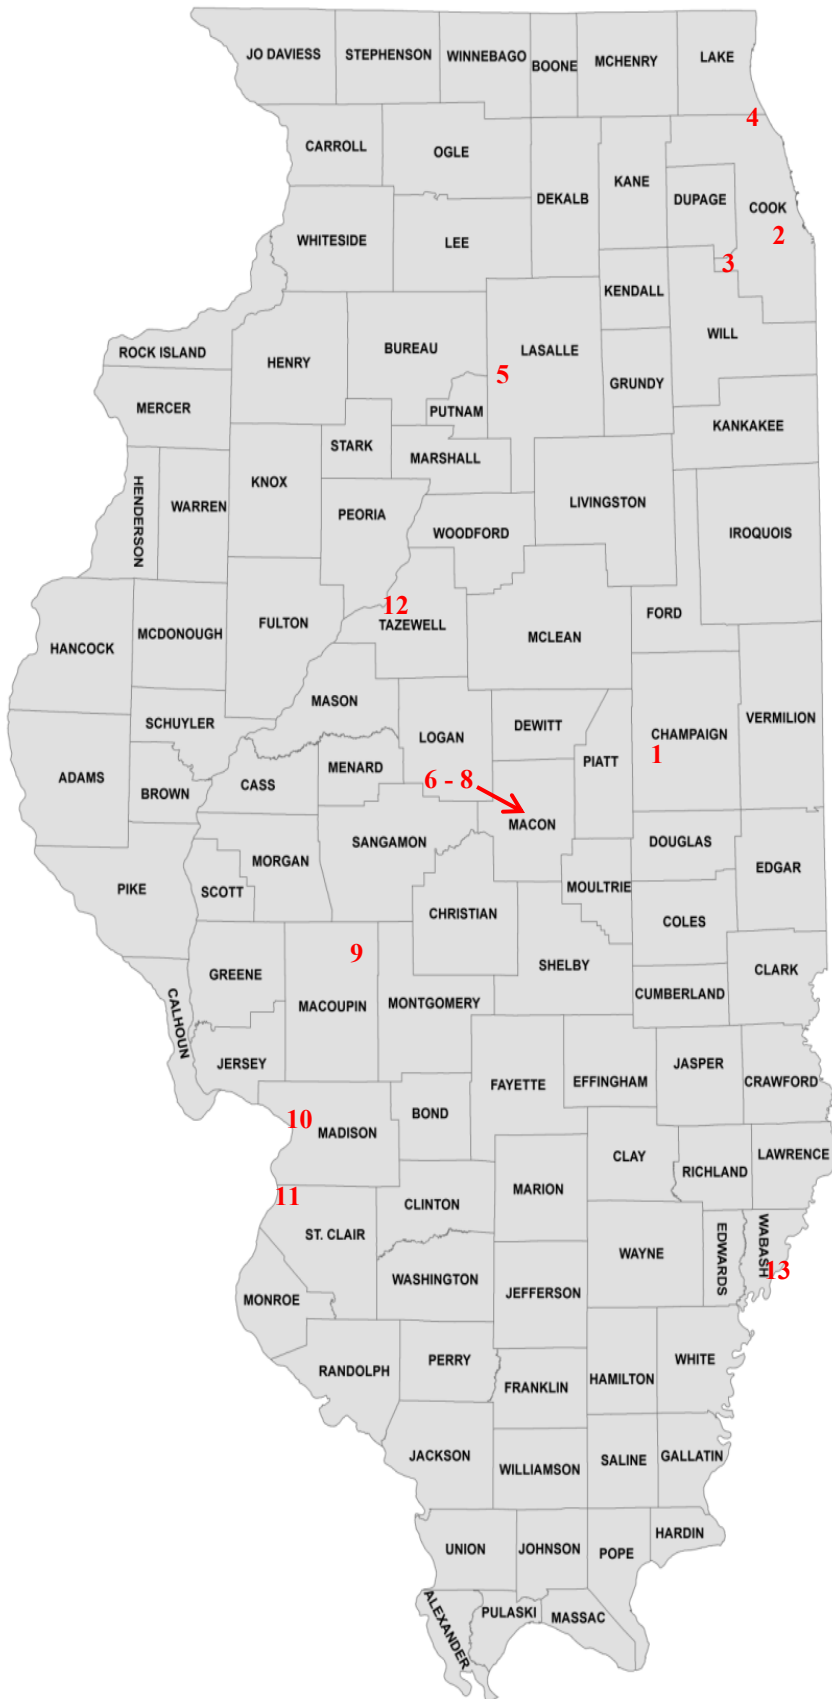 JO DAVIESS
STEPHENSON
WINNEBAGO
BOONE
MCHENRY
LAKE
4
CARROLL
OGLE
DEKALB
KANE
DUPAGE
COOK
2
WHITESIDE
LEE
3
KENDALL
ROCK ISLAND
HENRY
BUREAU
LASALLE
WILL
5
GRUNDY
MERCER
PUTNAM
KANKAKEE
STARK
MARSHALL
HENDERSON
WARREN
KNOX
PEORIA
WOODFORD
LIVINGSTON
IROQUOIS
12
HANCOCK
MCDONOUGH
FULTON
TAZEWELL
MCLEAN
FORD
MASON
SCHUYLER
LOGAN
DEWITT
PIATT
CHAMPAIGN
1
VERMILION
ADAMS
BROWN
CASS
MENARD
6 - 8
MACON
SANGAMON
DOUGLAS
PIKE
SCOTT
MORGAN
CHRISTIAN
MOULTRIE
EDGAR
COLES
9
GREENE
SHELBY
CLARK
CALHOUN
MACOUPIN
MONTGOMERY
CUMBERLAND
JERSEY
FAYETTE
EFFINGHAM
JASPER
CRAWFORD
10
MADISON
BOND
CLAY
RICHLAND
LAWRENCE
11
CLINTON
MARION
ST. CLAIR
WAYNE
EDWARDS
WABASH
13
MONROE
WASHINGTON
JEFFERSON
RANDOLPH
PERRY
FRANKLIN
HAMILTON
WHITE
JACKSON
WILLIAMSON
SALINE
GALLATIN
UNION
JOHNSON
POPE
HARDIN
ALEXANDER
PULASKI
MASSAC